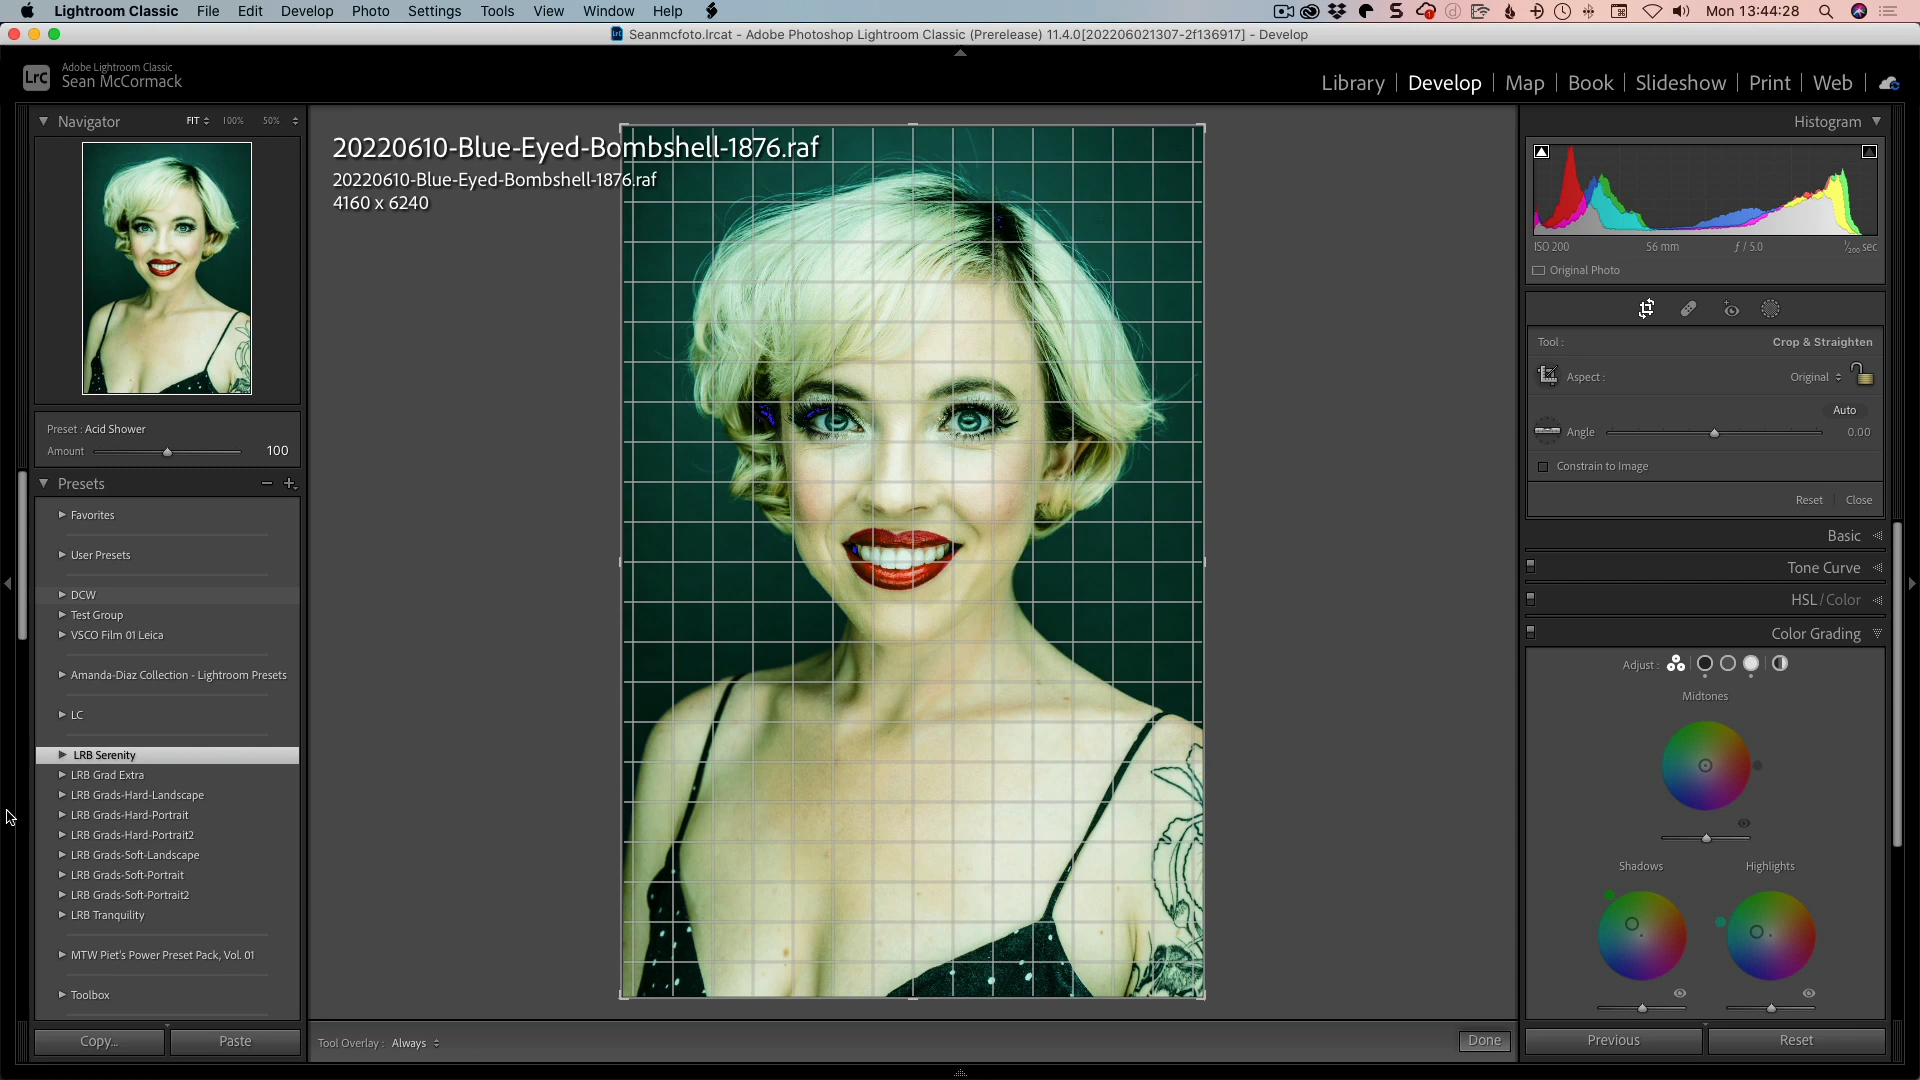 Lightroom Classic File Edit Develop Photo Settings Tools View Window Help
Mon 13:44:28
Seanmcfoto.lrcat - Adobe Photoshop Lightroom Classic (Prerelease) 11.4.0[202206021307-2f136917] - Develop
LrC
Adobe Lightroom Classic
Sean McCormack
Library Develop Map Book Slideshow Print Web
Navigator FIT 100% 50%
Preset : Acid Shower
Amount 100
Presets
Favorites
User Presets
DCW
Test Group
VSCO Film 01 Leica
Amanda-Diaz Collection - Lightroom Presets
LC
LRB Serenity
LRB Grad Extra
LRB Grads-Hard-Landscape
LRB Grads-Hard-Portrait
LRB Grads-Hard-Portrait2
LRB Grads-Soft-Landscape
LRB Grads-Soft-Portrait
LRB Grads-Soft-Portrait2
LRB Tranquility
MTW Piet's Power Preset Pack, Vol. 01
Toolbox
Copy... Paste
20220610-Blue-Eyed-Bombshell-1876.raf
20220610-Blue-Eyed-Bombshell-1876.raf
4160 x 6240
Tool Overlay : Always
Done
Histogram
ISO 200 56 mm ƒ / 5.0 1/200 sec
Original Photo
Tool : Crop & Straighten
Aspect : Original
Auto
Angle 0.00
Constrain to Image
Reset Close
Basic
Tone Curve
HSL / Color
Color Grading
Adjust :
Midtones
Shadows Highlights
Previous Reset